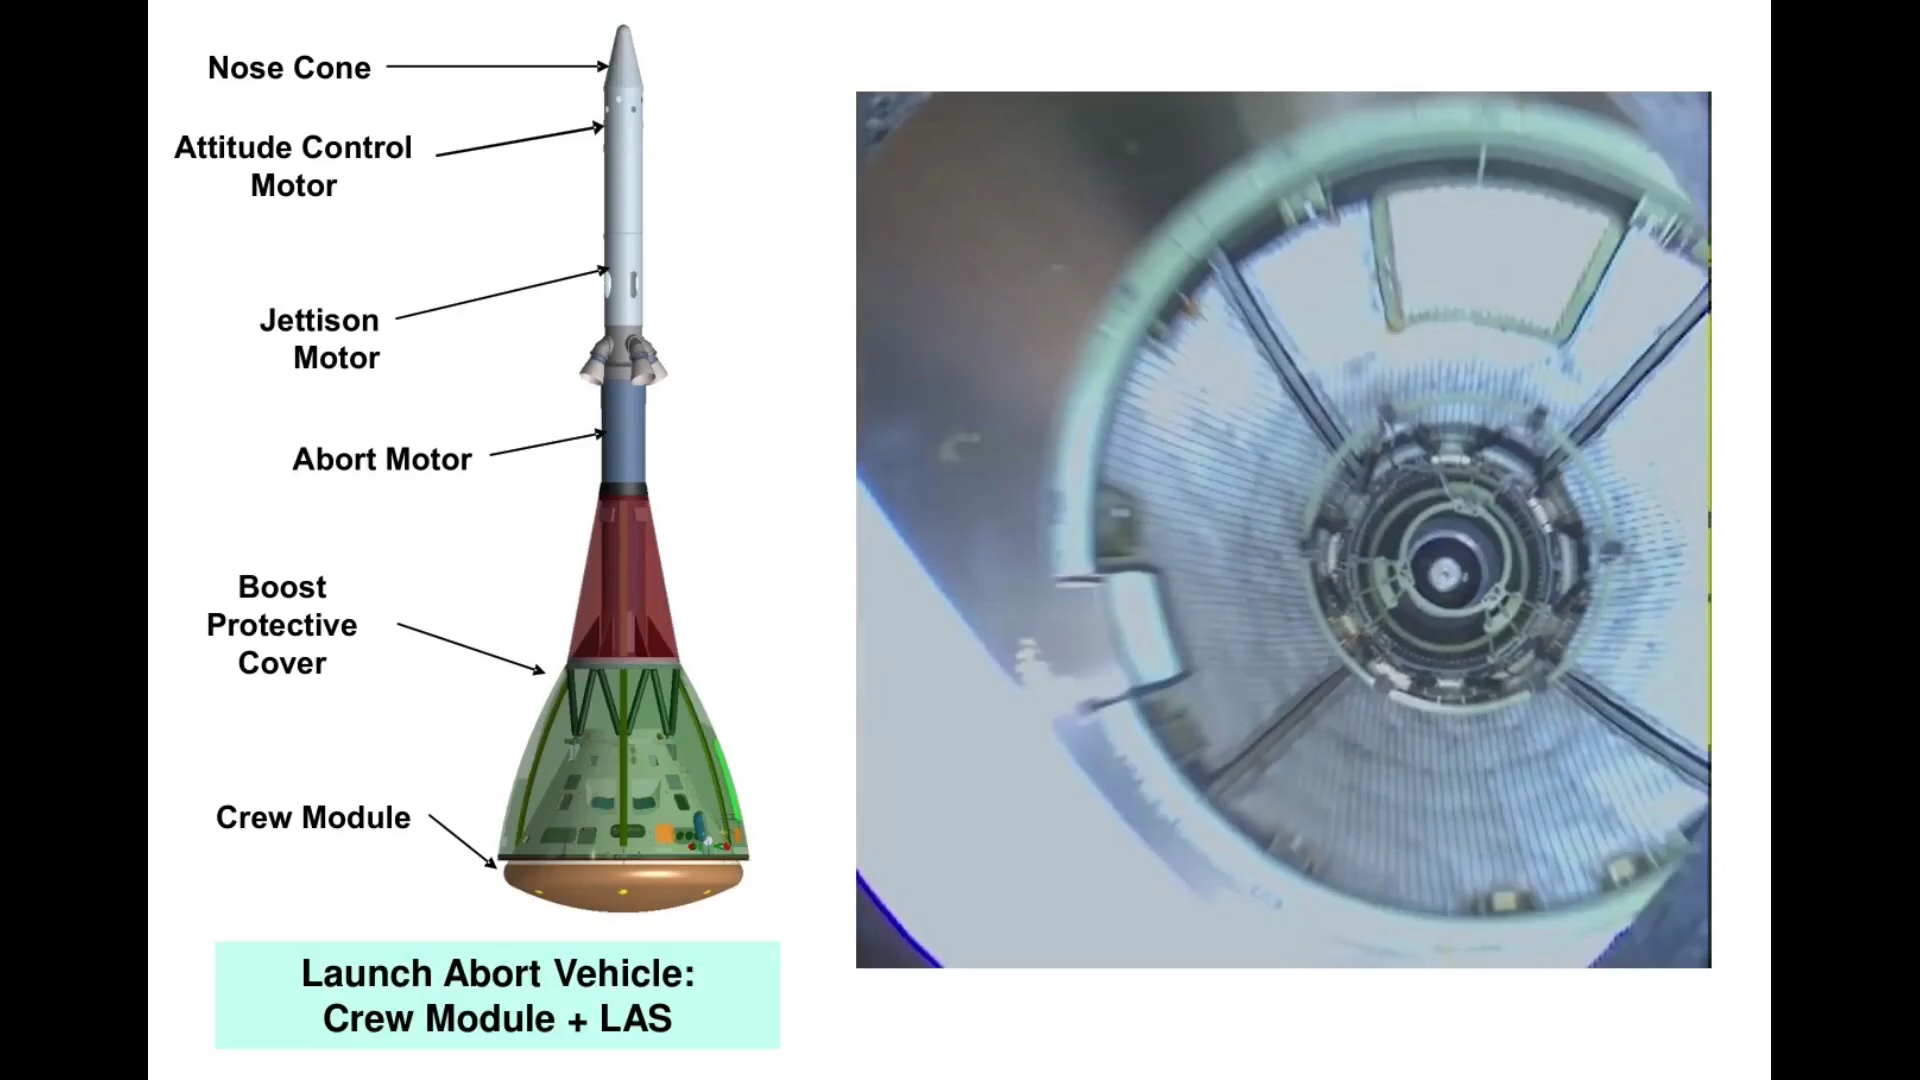 Nose Cone
Attitude Control
Motor
Jettison
Motor
Abort Motor
Boost
Protective
Cover
Crew Module
Launch Abort Vehicle:
Crew Module + LAS